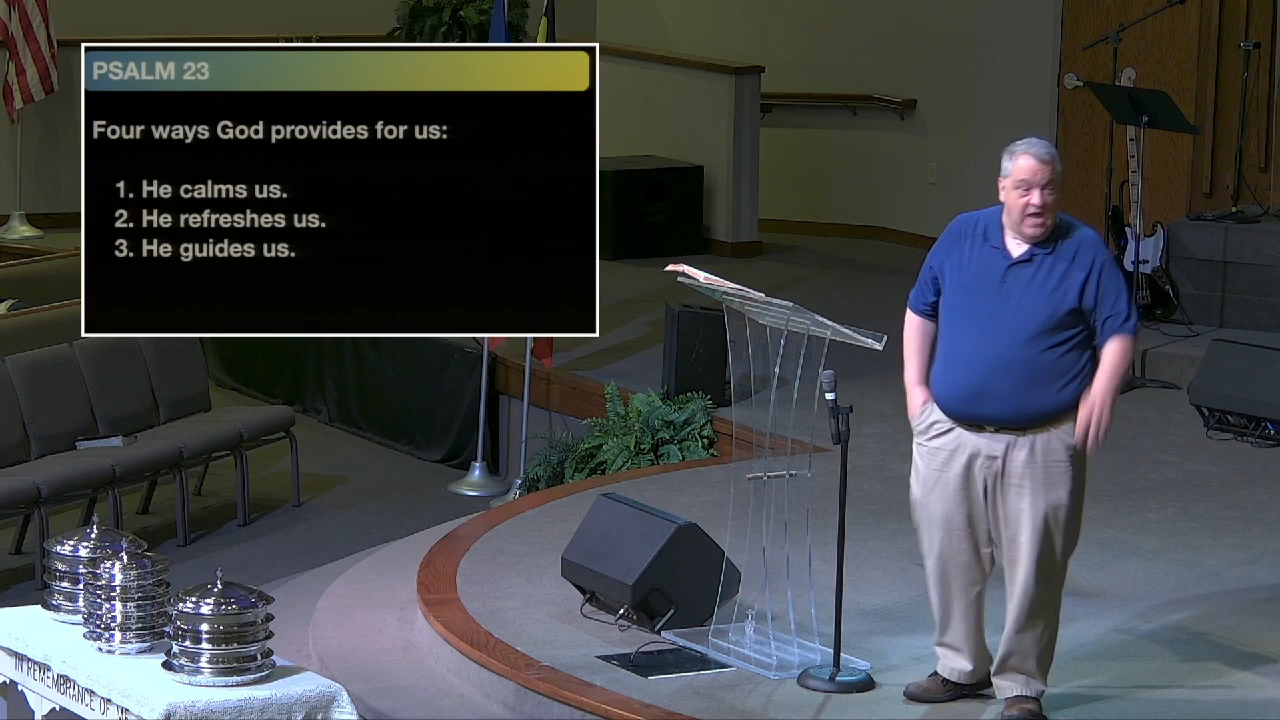 PSALM 23
Four ways God provides for us:
1. He calms us.
2. He refreshes us.
3. He guides us.
IN REMEMBRANCE OF ME